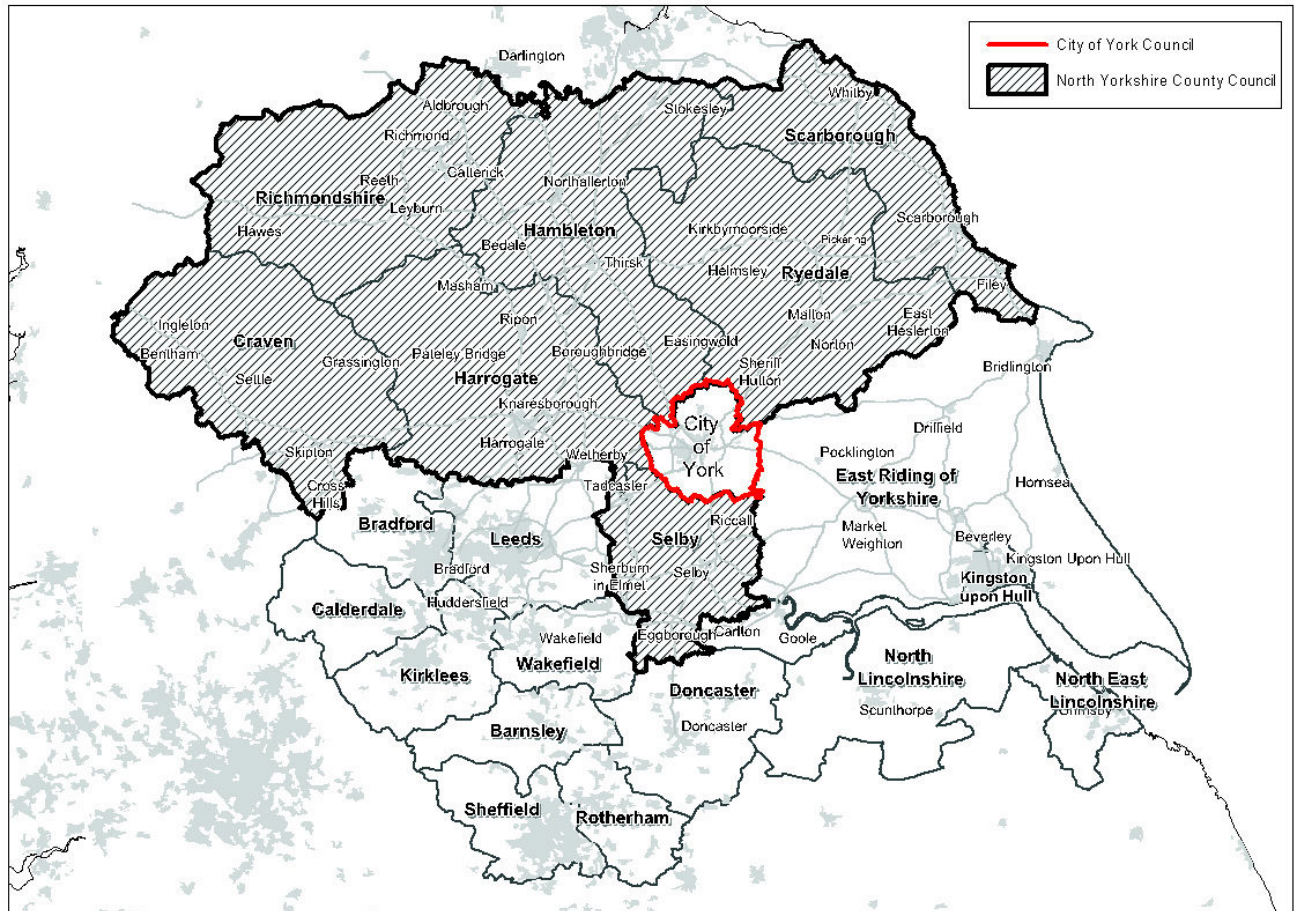 City of York Council
North Yorkshire County Council
Darlington
Aldbrough
Stokesley
Whitby
Richmond
Scarborough
Reeth
Catterick
Northallerton
Richmondshire
Leyburn
Scarborough
Hawes
Hambleton
Kirkbymoorside
Pickering
Bedale
Thirsk
Helmsley
Ryedale
Masham
Filey
Ingleton
Ripon
Malton
East
Heslerton
Craven
Bentham
Grassington
Pateley Bridge
Boroughbridge
Easingwold
Norton
Settle
Harrogate
Sheriff
Hutton
Bridlington
Knaresborough
City
of
York
Driffield
Skipton
Harrogate
Wetherby
Pocklington
East Riding of
Yorkshire
Cross
Hills
Tadcaster
Hornsea
Bradford
Leeds
Riccall
Selby
Market
Weighton
Beverley
Kingston Upon Hull
Bradford
Sherburn
in Elmet
Selby
Kingston
upon Hull
Calderdale
Huddersfield
Wakefield
Eggborough
Carlton
Goole
Kirklees
Wakefield
North
Lincolnshire
Doncaster
North East
Lincolnshire
Scunthorpe
Grimsby
Barnsley
Doncaster
Sheffield
Rotherham